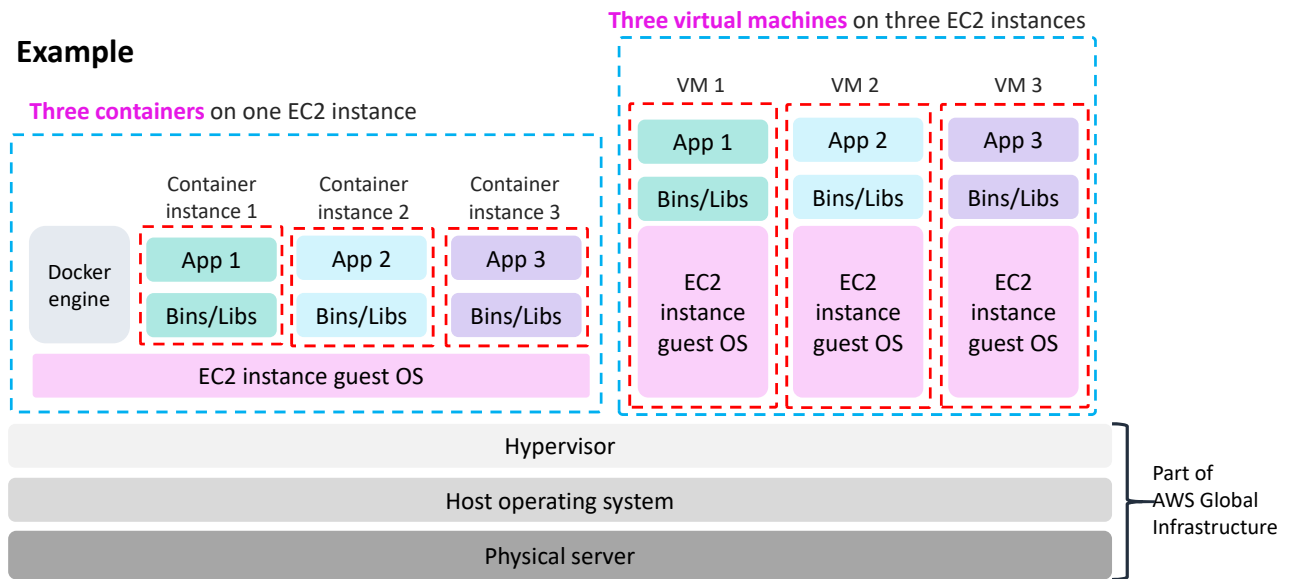 Example
Three containers on one EC2 instance
Container
instance 1
Container
instance 2
Container
instance 3
Docker
engine
App 1
App 2
App 3
Bins/Libs
Bins/Libs
Bins/Libs
EC2 instance guest OS
Three virtual machines on three EC2 instances
VM 1
VM 2
VM 3
App 1
App 2
App 3
Bins/Libs
Bins/Libs
Bins/Libs
EC2
instance
guest OS
EC2
instance
guest OS
EC2
instance
guest OS
Hypervisor
Host operating system
Physical server
Part of
AWS Global
Infrastructure